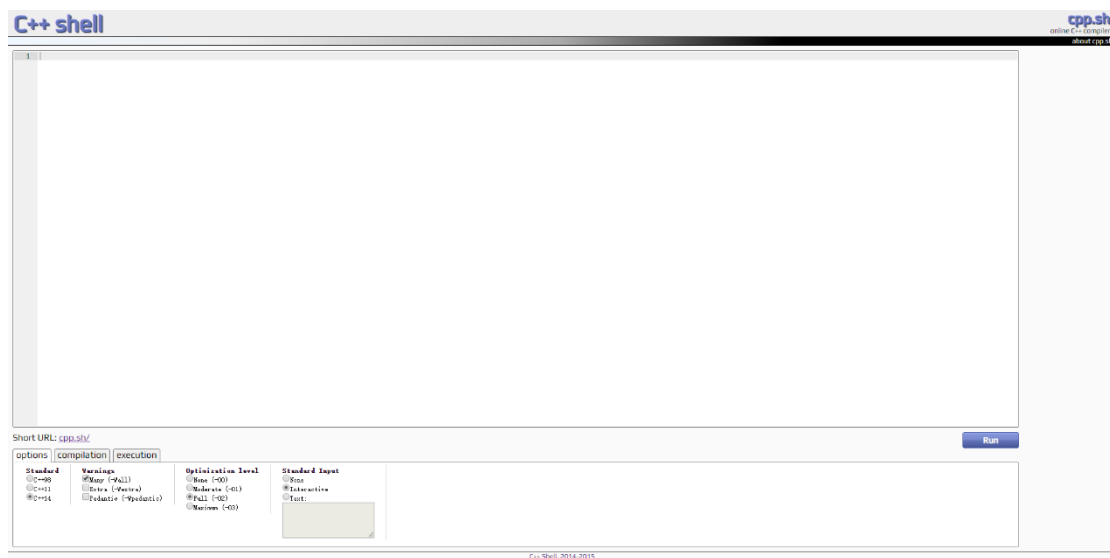 C++ shell
cpp.sh
online C++ compiler
about cpp.sh
1
Short URL: cpp.sh/
Run
options compilation execution
Standard Warnings Optimization level Standard Input
C++98 Many (-Wall) None (-O0) None
C++11 Extra (-Wextra) Moderate (-O1) Interactive
C++14 Pedantic (-Wpedantic) Full (-O2) Text:
Maximum (-O3)
C++ Shell, 2014-2015